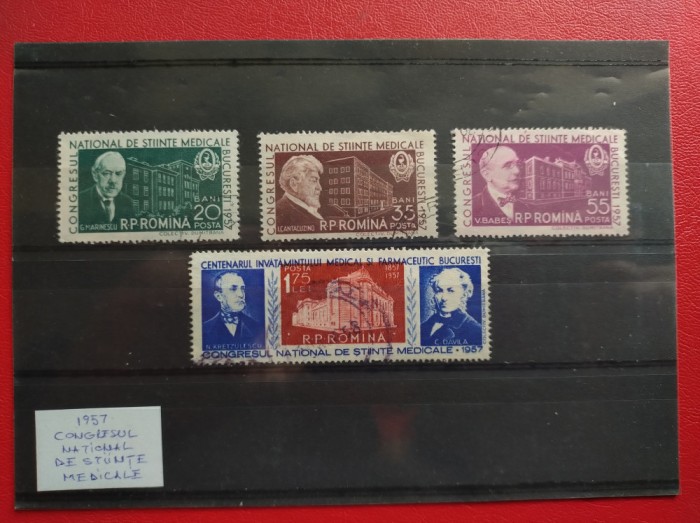 CONGRESUL NATIONAL DE STIINTE MEDICALE BUCURESTI 1957
G. MARINESCU
BANI
20
POSTA
R.P.ROMINA
CONGRESUL NATIONAL DE STIINTE MEDICALE BUCURESTI 1957
I. CANTACUZINO
BANI
35
POSTA
R.P.ROMINA
CONGRESUL NATIONAL DE STIINTE MEDICALE BUCURESTI 1957
V. BABEȘ
BANI
55
POSTA
R.P.ROMINA
CENTENARUL INVATAMINTULUI MEDICAL SI FARMACEUTIC BUCURESTI
POSTA
1.75
LEI
1857
1957
R.P.ROMINA
N. KRETZULESCU
C. DAVILA
CONGRESUL NATIONAL DE STIINTE MEDICALE • 1957
1957
CONGRESUL
NAȚIONAL
DE STIINȚE
MEDICALE